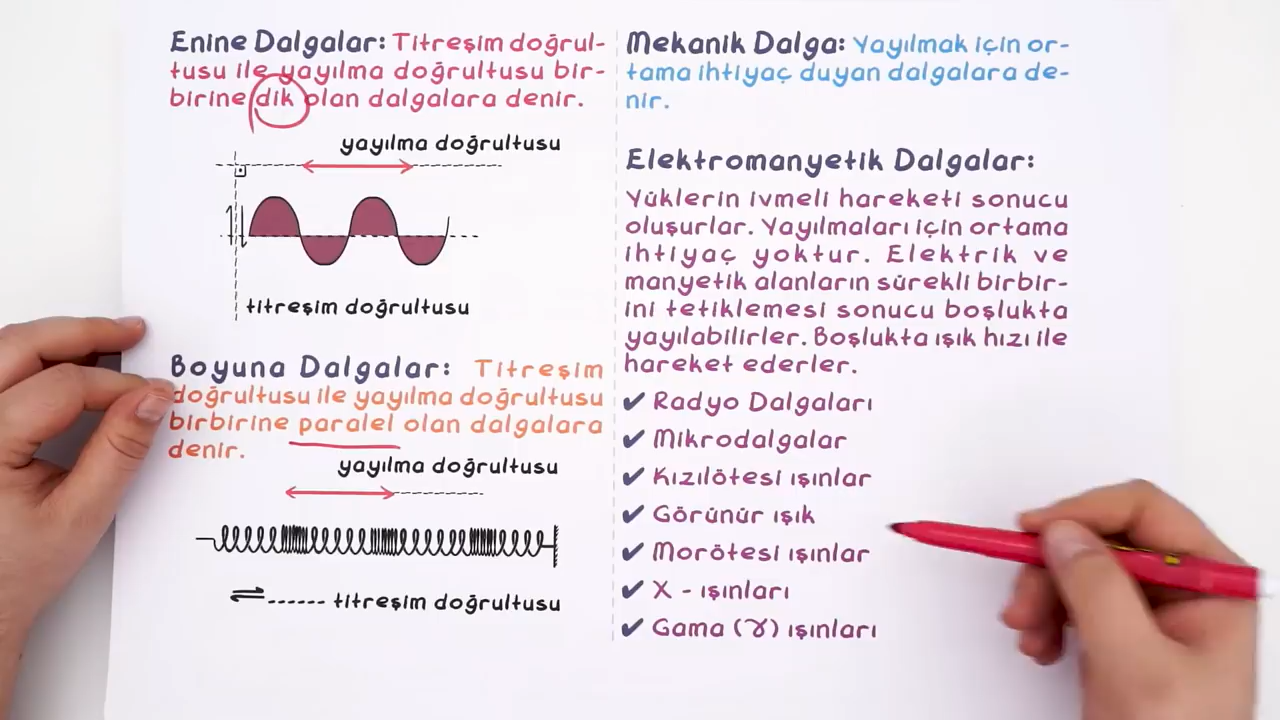 Enine Dalgalar: Titreşim doğrul-
tusu ile yayılma doğrultusu bir-
birine dik olan dalgalara denir.
yayılma doğrultusu
titreşim doğrultusu
Boyuna Dalgalar: Titreşim
doğrultusu ile yayılma doğrultusu
birbirine paralel olan dalgalara
denir.
yayılma doğrultusu
titreşim doğrultusu
Mekanik Dalga: Yayılmak için or-
tama ihtiyaç duyan dalgalara de-
nir.
Elektromanyetik Dalgalar:
Yüklerin ivmeli hareketi sonucu
oluşurlar. Yayılmaları için ortama
ihtiyaç yoktur. Elektrik ve
manyetik alanların sürekli birbir-
ini tetiklemesi sonucu boşlukta
yayılabilirler. Boşlukta ışık hızı ile
hareket ederler.
✔ Radyo Dalgaları
✔ Mikrodalgalar
✔ Kızılötesi ışınlar
✔ Görünür ışık
✔ Morötesi ışınlar
✔ X - ışınları
✔ Gama (γ) ışınları